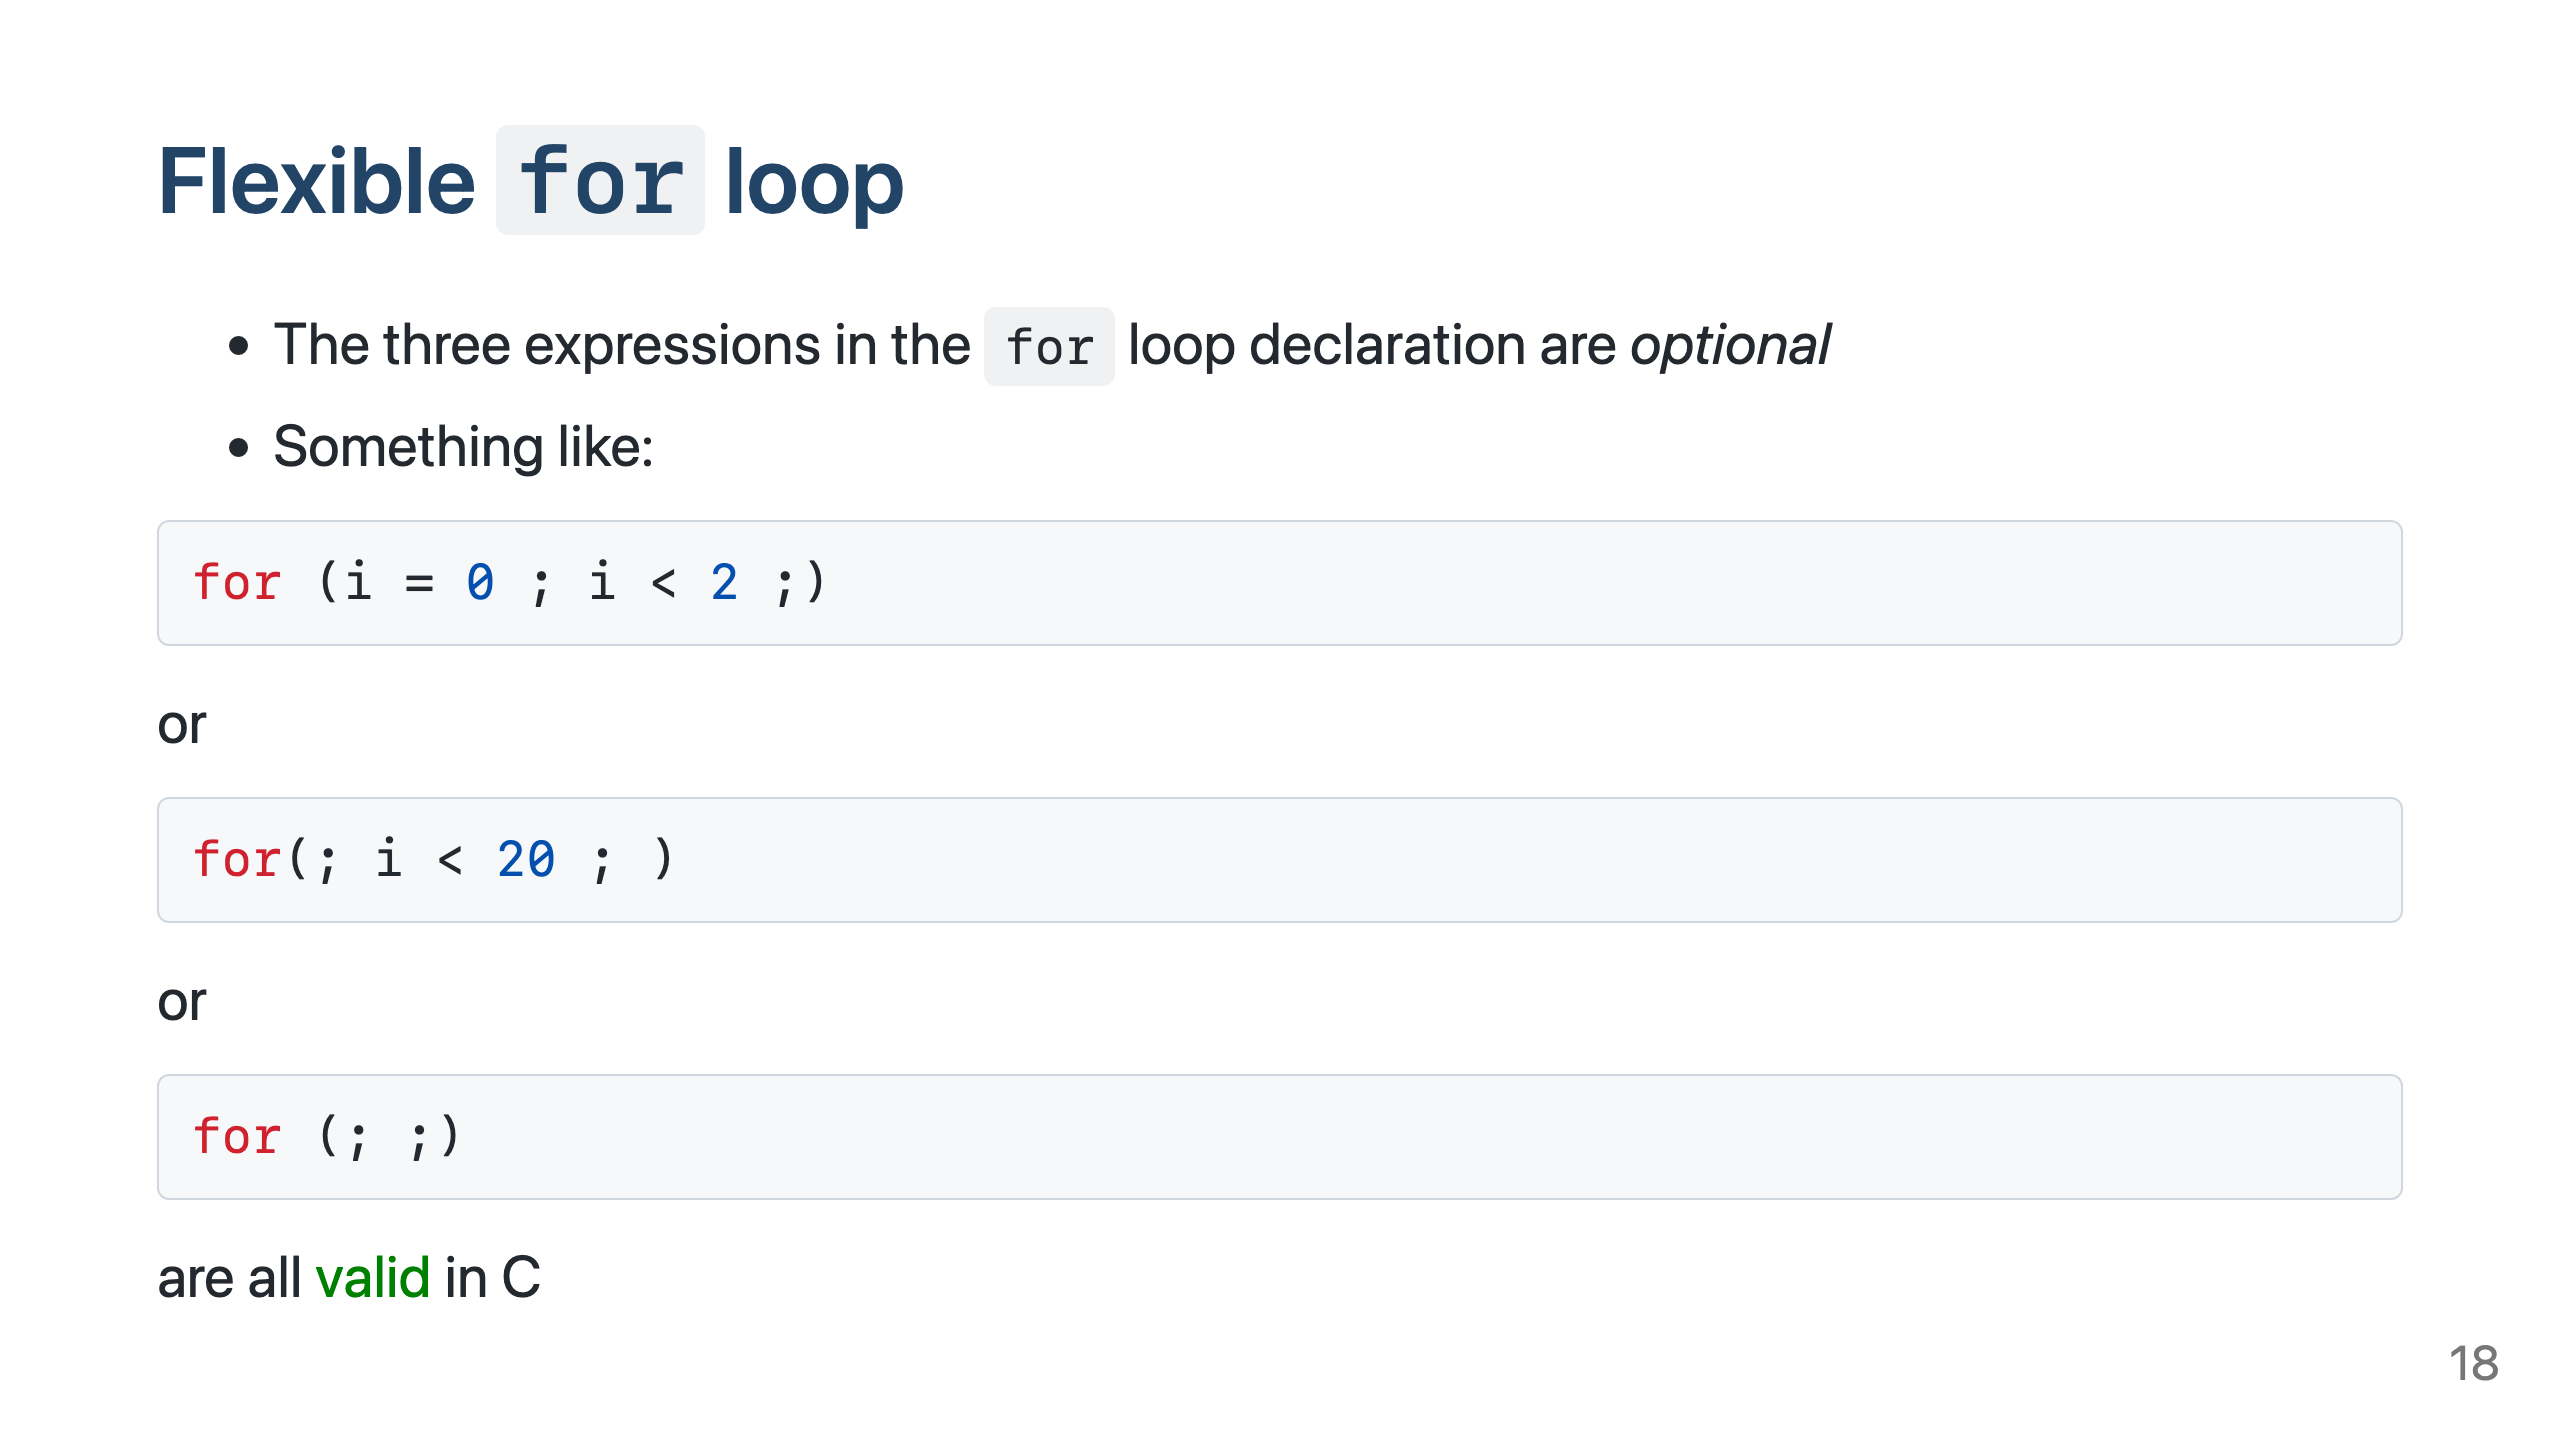 Flexible for loop
The three expressions in the for loop declaration are optional
Something like:
for (i = 0 ; i < 2 ;)
or
for(; i < 20 ; )
or
for (; ;)
are all valid in C
18